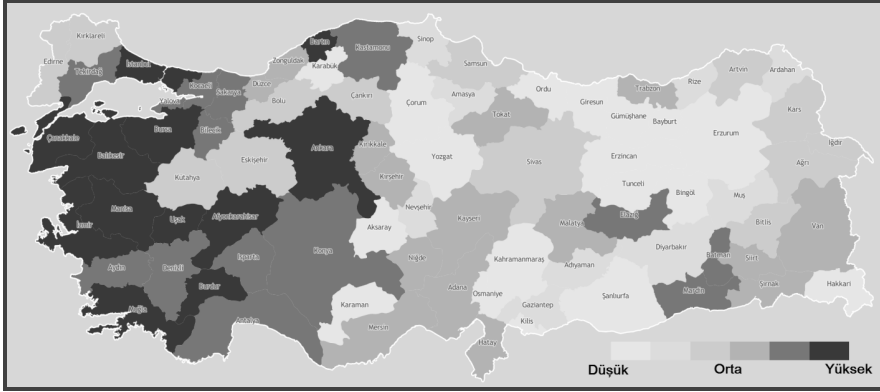 Kırklareli
Edirne
Tekirdağ
İstanbul
Kocaeli
Yalova
Sakarya
Düzce
Zonguldak
Bartın
Karabük
Kastamonu
Sinop
Samsun
Ordu
Giresun
Trabzon
Rize
Artvin
Ardahan
Kars
Iğdır
Çanakkale
Balıkesir
Bursa
Bilecik
Bolu
Çankırı
Çorum
Amasya
Tokat
Gümüşhane
Bayburt
Erzurum
Ağrı
Kütahya
Eskişehir
Ankara
Kırıkkale
Kırşehir
Yozgat
Sivas
Erzincan
Tunceli
Bingöl
Muş
Bitlis
Van
İzmir
Manisa
Uşak
Afyonkarahisar
Konya
Aksaray
Nevşehir
Kayseri
Malatya
Elazığ
Diyarbakır
Batman
Siirt
Şırnak
Hakkari
Aydın
Denizli
Isparta
Burdur
Muğla
Antalya
Karaman
Mersin
Niğde
Adana
Osmaniye
Kahramanmaraş
Adıyaman
Gaziantep
Kilis
Şanlıurfa
Mardin
Hatay
Düşük
Orta
Yüksek